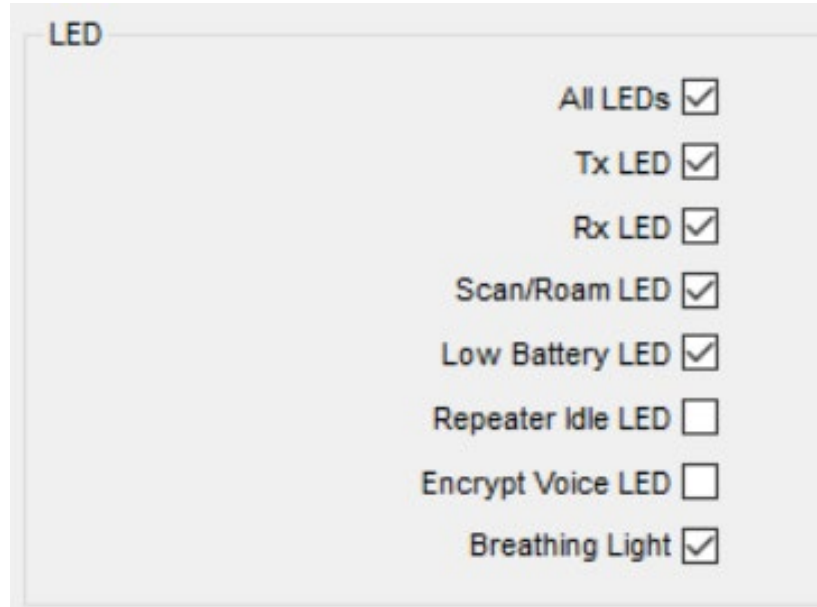 LED
All LEDs
Tx LED
Rx LED
Scan/Roam LED
Low Battery LED
Repeater Idle LED
Encrypt Voice LED
Breathing Light